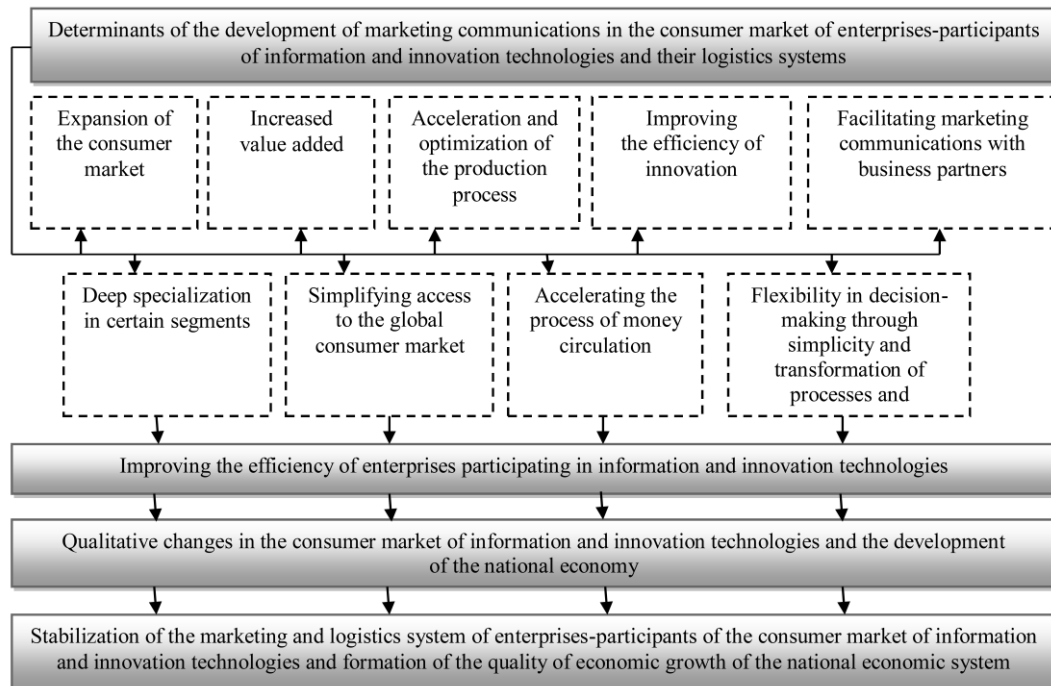 Determinants of the development of marketing communications in the consumer market of enterprises-participants
of information and innovation technologies and their logistics systems
Expansion of
the consumer
market
Increased
value added
Acceleration and
optimization of
the production
process
Improving
the efficiency of
innovation
Facilitating marketing
communications with
business partners
Deep specialization
in certain segments
Simplifying access
to the global
consumer market
Accelerating the
process of money
circulation
Flexibility in decision-
making through
simplicity and
transformation of
processes and
Improving the efficiency of enterprises participating in information and innovation technologies
Qualitative changes in the consumer market of information and innovation technologies and the development
of the national economy
Stabilization of the marketing and logistics system of enterprises-participants of the consumer market of information
and innovation technologies and formation of the quality of economic growth of the national economic system